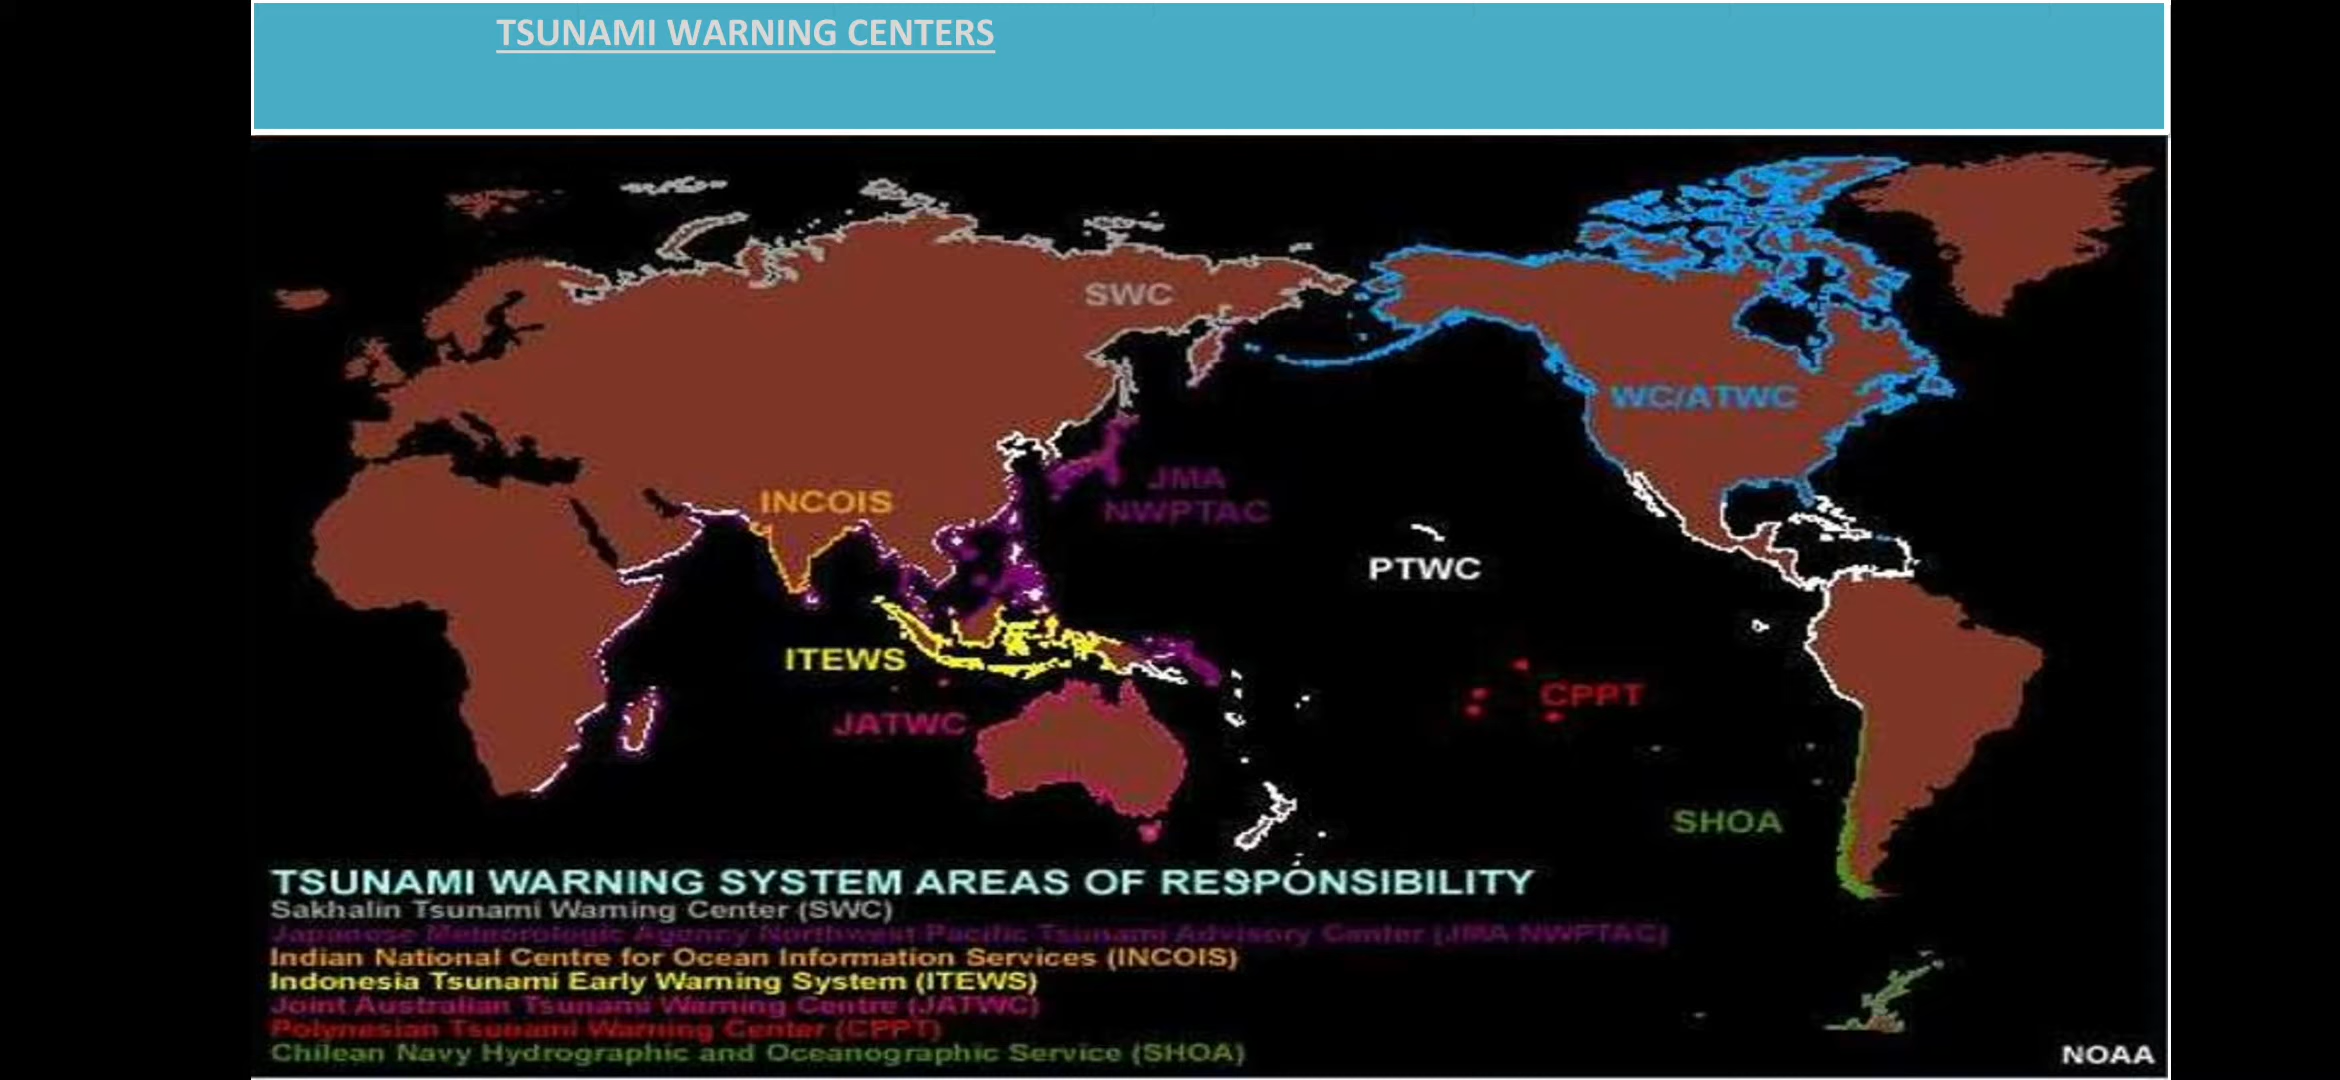 TSUNAMI WARNING CENTERS
SWC
WC/ATWC
INCOIS
JMA
NWPTAC
PTWC
ITEWS
CPPT
JATWC
SHOA
TSUNAMI WARNING SYSTEM AREAS OF RESPONSIBILITY
Sakhalin Tsunami Warning Center (SWC)
Japanese Meteorologic Agency Northwest Pacific Tsunami Advisory Center (JMA NWPTAC)
Indian National Centre for Ocean Information Services (INCOIS)
Indonesia Tsunami Early Warning System (ITEWS)
Joint Australian Tsunami Warning Centre (JATWC)
Polynesian Tsunami Warning Center (CPPT)
Chilean Navy Hydrographic and Oceanographic Service (SHOA)
NOAA